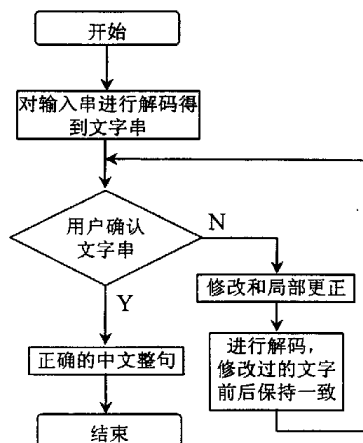 开始
对输入串进行解码得
到文字串
用户确认
文字串
N
Y
修改和局部更正
正确的中文整句
进行解码，
修改过的文字
前后保持一致
结束